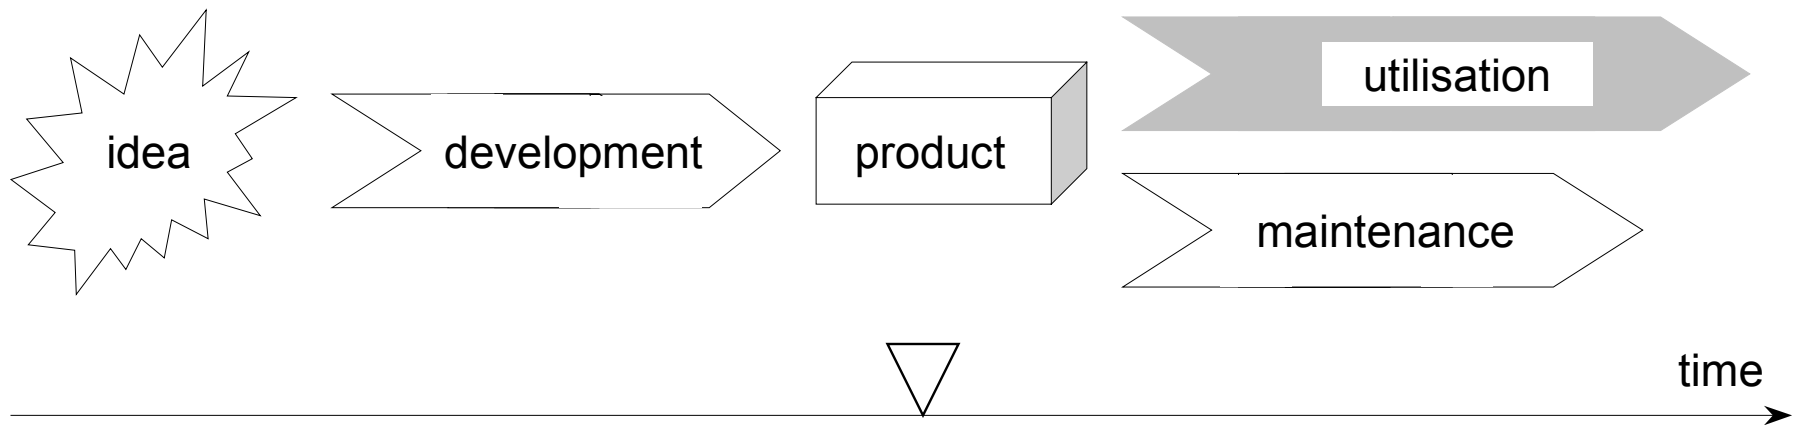 idea
development
product
utilisation
maintenance
time